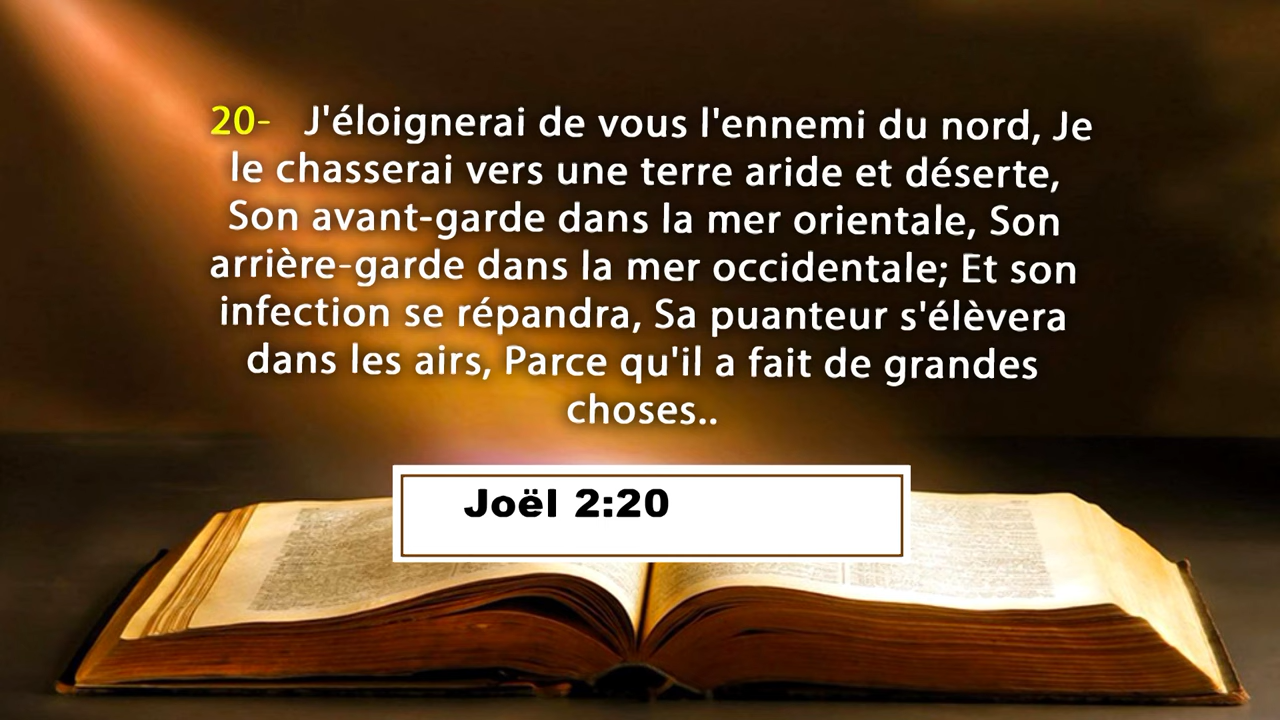 20- J'éloignerai de vous l'ennemi du nord, Je
le chasserai vers une terre aride et déserte,
Son avant-garde dans la mer orientale, Son
arrière-garde dans la mer occidentale; Et son
infection se répandra, Sa puanteur s'élèvera
dans les airs, Parce qu'il a fait de grandes
choses..
Joël 2:20